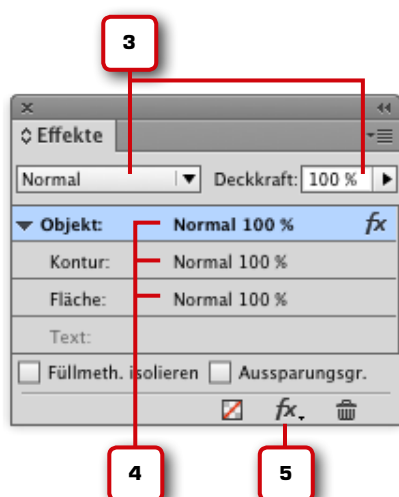 3
Effekte
Normal Deckkraft: 100 %
Objekt: Normal 100 % fx
Kontur: Normal 100 %
Fläche: Normal 100 %
Text:
Füllmeth. isolieren Aussparungsgr.
fx.
4 5